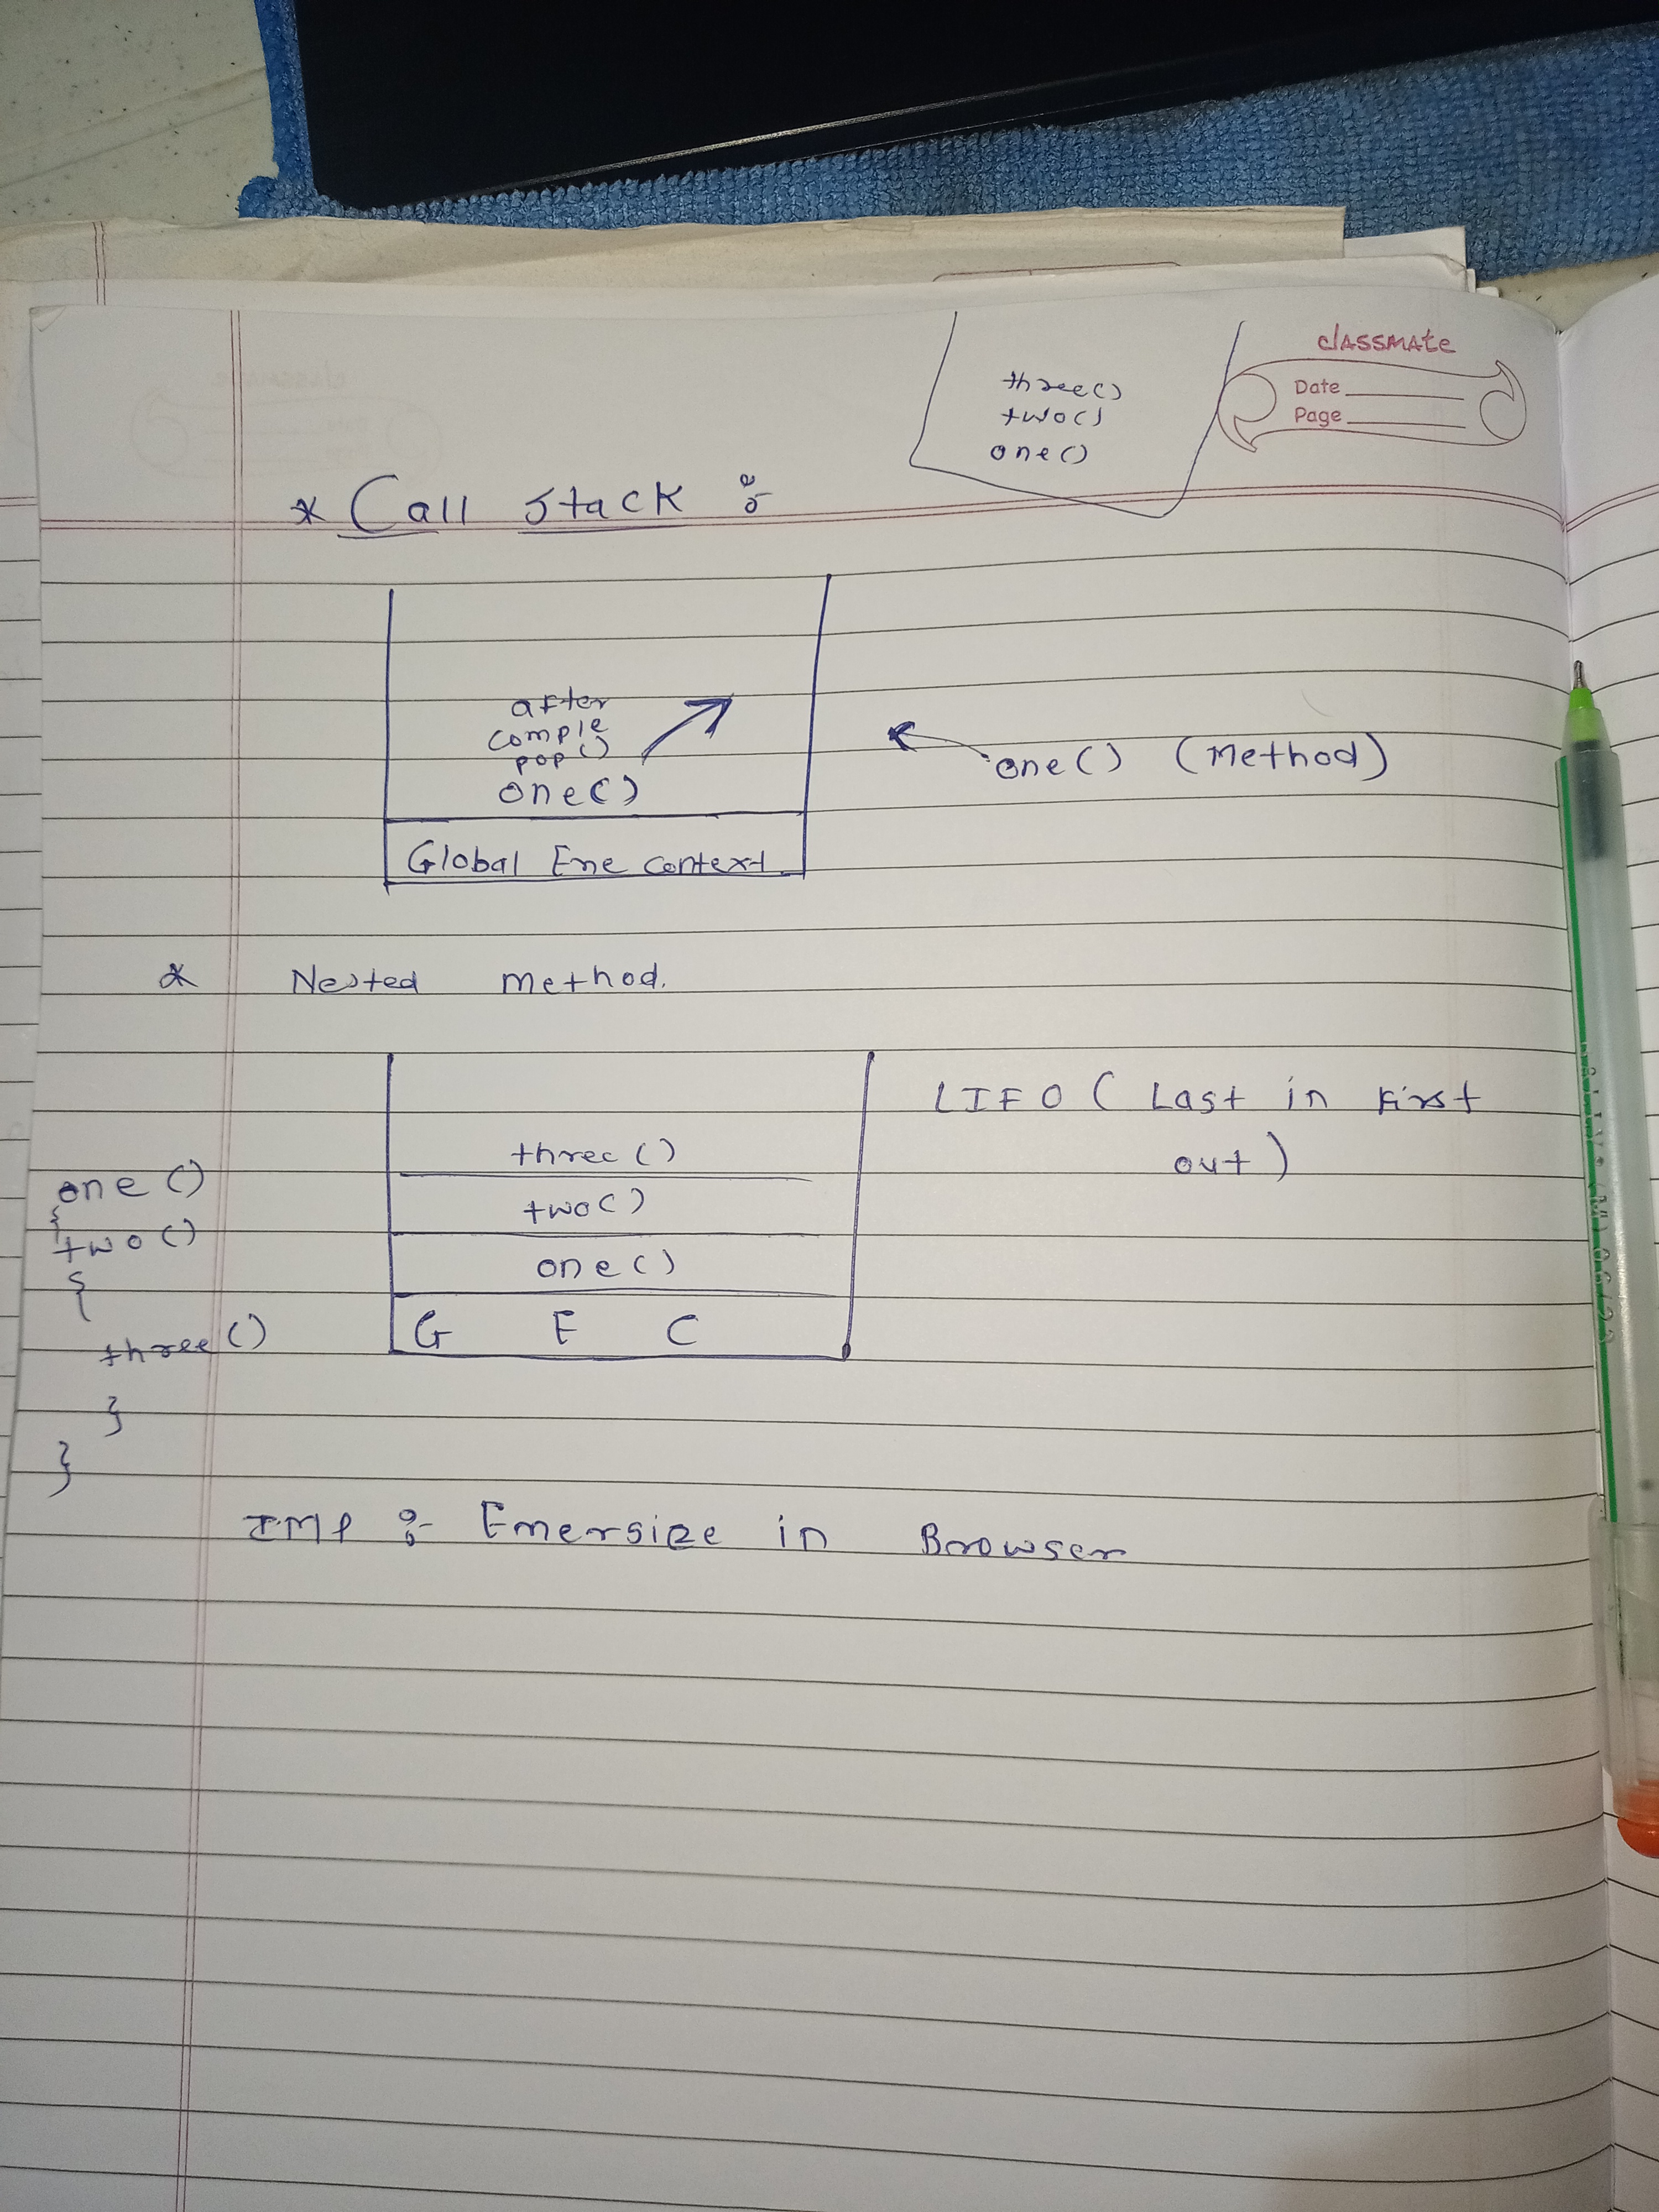 classmate
Date
Page
three()
two()
one()
* Call stack :-
after
comple
pop()
one()
one() (Method)
Global Exe context
* Nested method.
LIFO ( Last in First
out )
three ()
two()
one ()
G E C
one ()
{
two ()
{
three ()
}
}
IMP :- Exersize in Browser